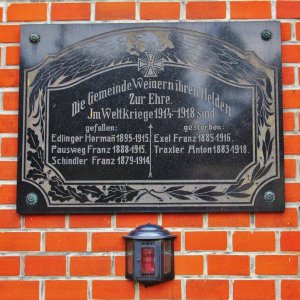 Die Gemeinde Weinern ihren Helden
Zur Ehre.
Im Weltkriege 1914-1918 sind
gefallen: gestorben:
Edlinger Herman̄ 1895-1915. Exel Franz 1885-1916.
Pausweg Franz 1888-1915. Traxler Anton 1883-1918.
Schindler Franz 1879-1914.